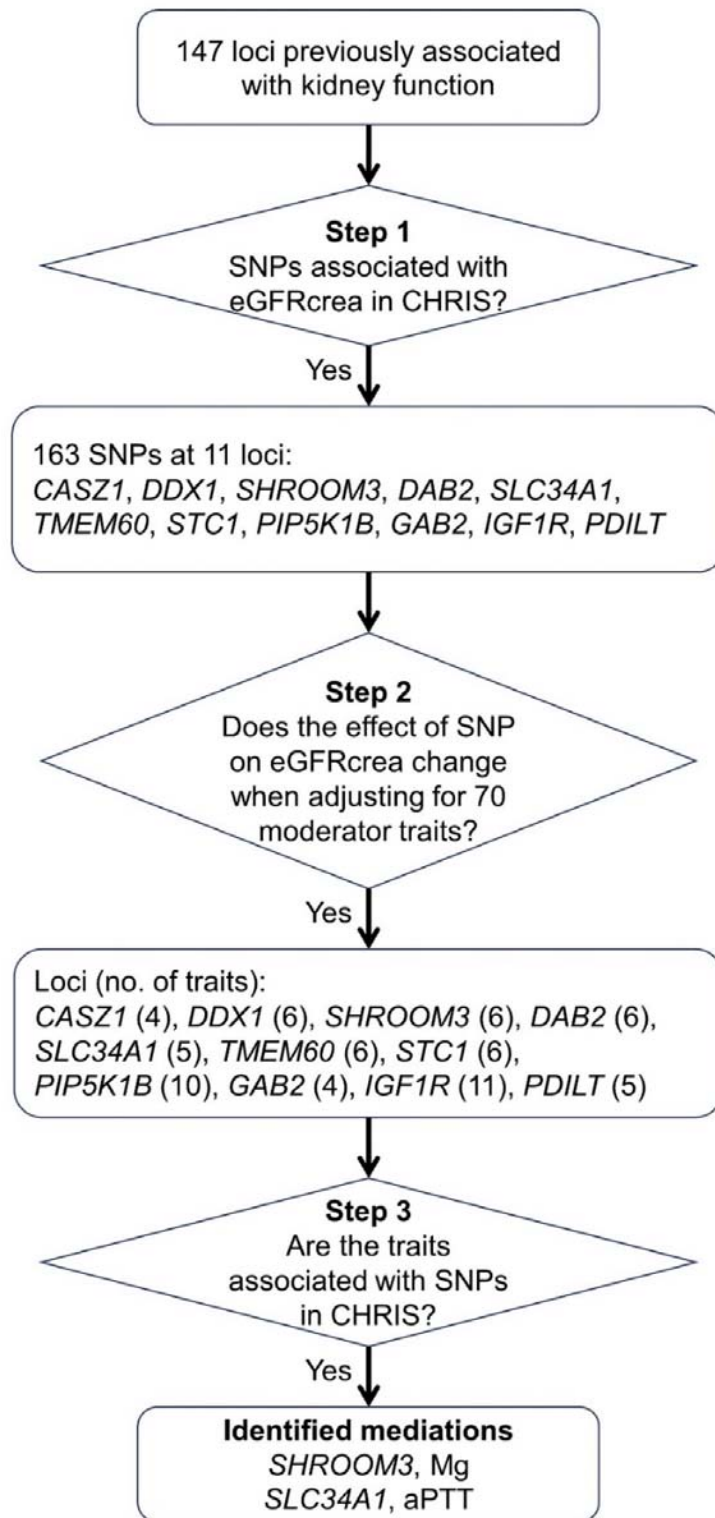 147 loci previously associated
with kidney function
Step 1
SNPs associated with
eGFRcrea in CHRIS?
Yes
163 SNPs at 11 loci:
CASZ1, DDX1, SHROOM3, DAB2, SLC34A1,
TMEM60, STC1, PIP5K1B, GAB2, IGF1R, PDILT
Step 2
Does the effect of SNP
on eGFRcrea change
when adjusting for 70
moderator traits?
Yes
Loci (no. of traits):
CASZ1 (4), DDX1 (6), SHROOM3 (6), DAB2 (6),
SLC34A1 (5), TMEM60 (6), STC1 (6),
PIP5K1B (10), GAB2 (4), IGF1R (11), PDILT (5)
Step 3
Are the traits
associated with SNPs
in CHRIS?
Yes
Identified mediations
SHROOM3, Mg
SLC34A1, aPTT